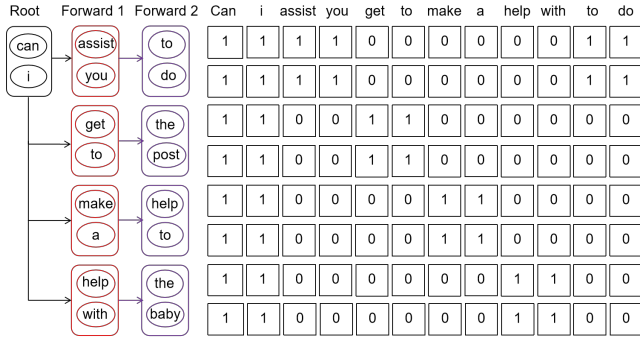 Root Forward 1 Forward 2 Can i assist you get to make a help with to do
can assist to 1 1 1 1 0 0 0 0 0 0 1 1
i you do 1 1 1 1 0 0 0 0 0 0 1 1
get the 1 1 0 0 1 1 0 0 0 0 0 0
to post 1 1 0 0 1 1 0 0 0 0 0 0
make help 1 1 0 0 0 0 1 1 0 0 0 0
a to 1 1 0 0 0 0 1 1 0 0 0 0
help the 1 1 0 0 0 0 0 0 1 1 0 0
with baby 1 1 0 0 0 0 0 0 1 1 0 0